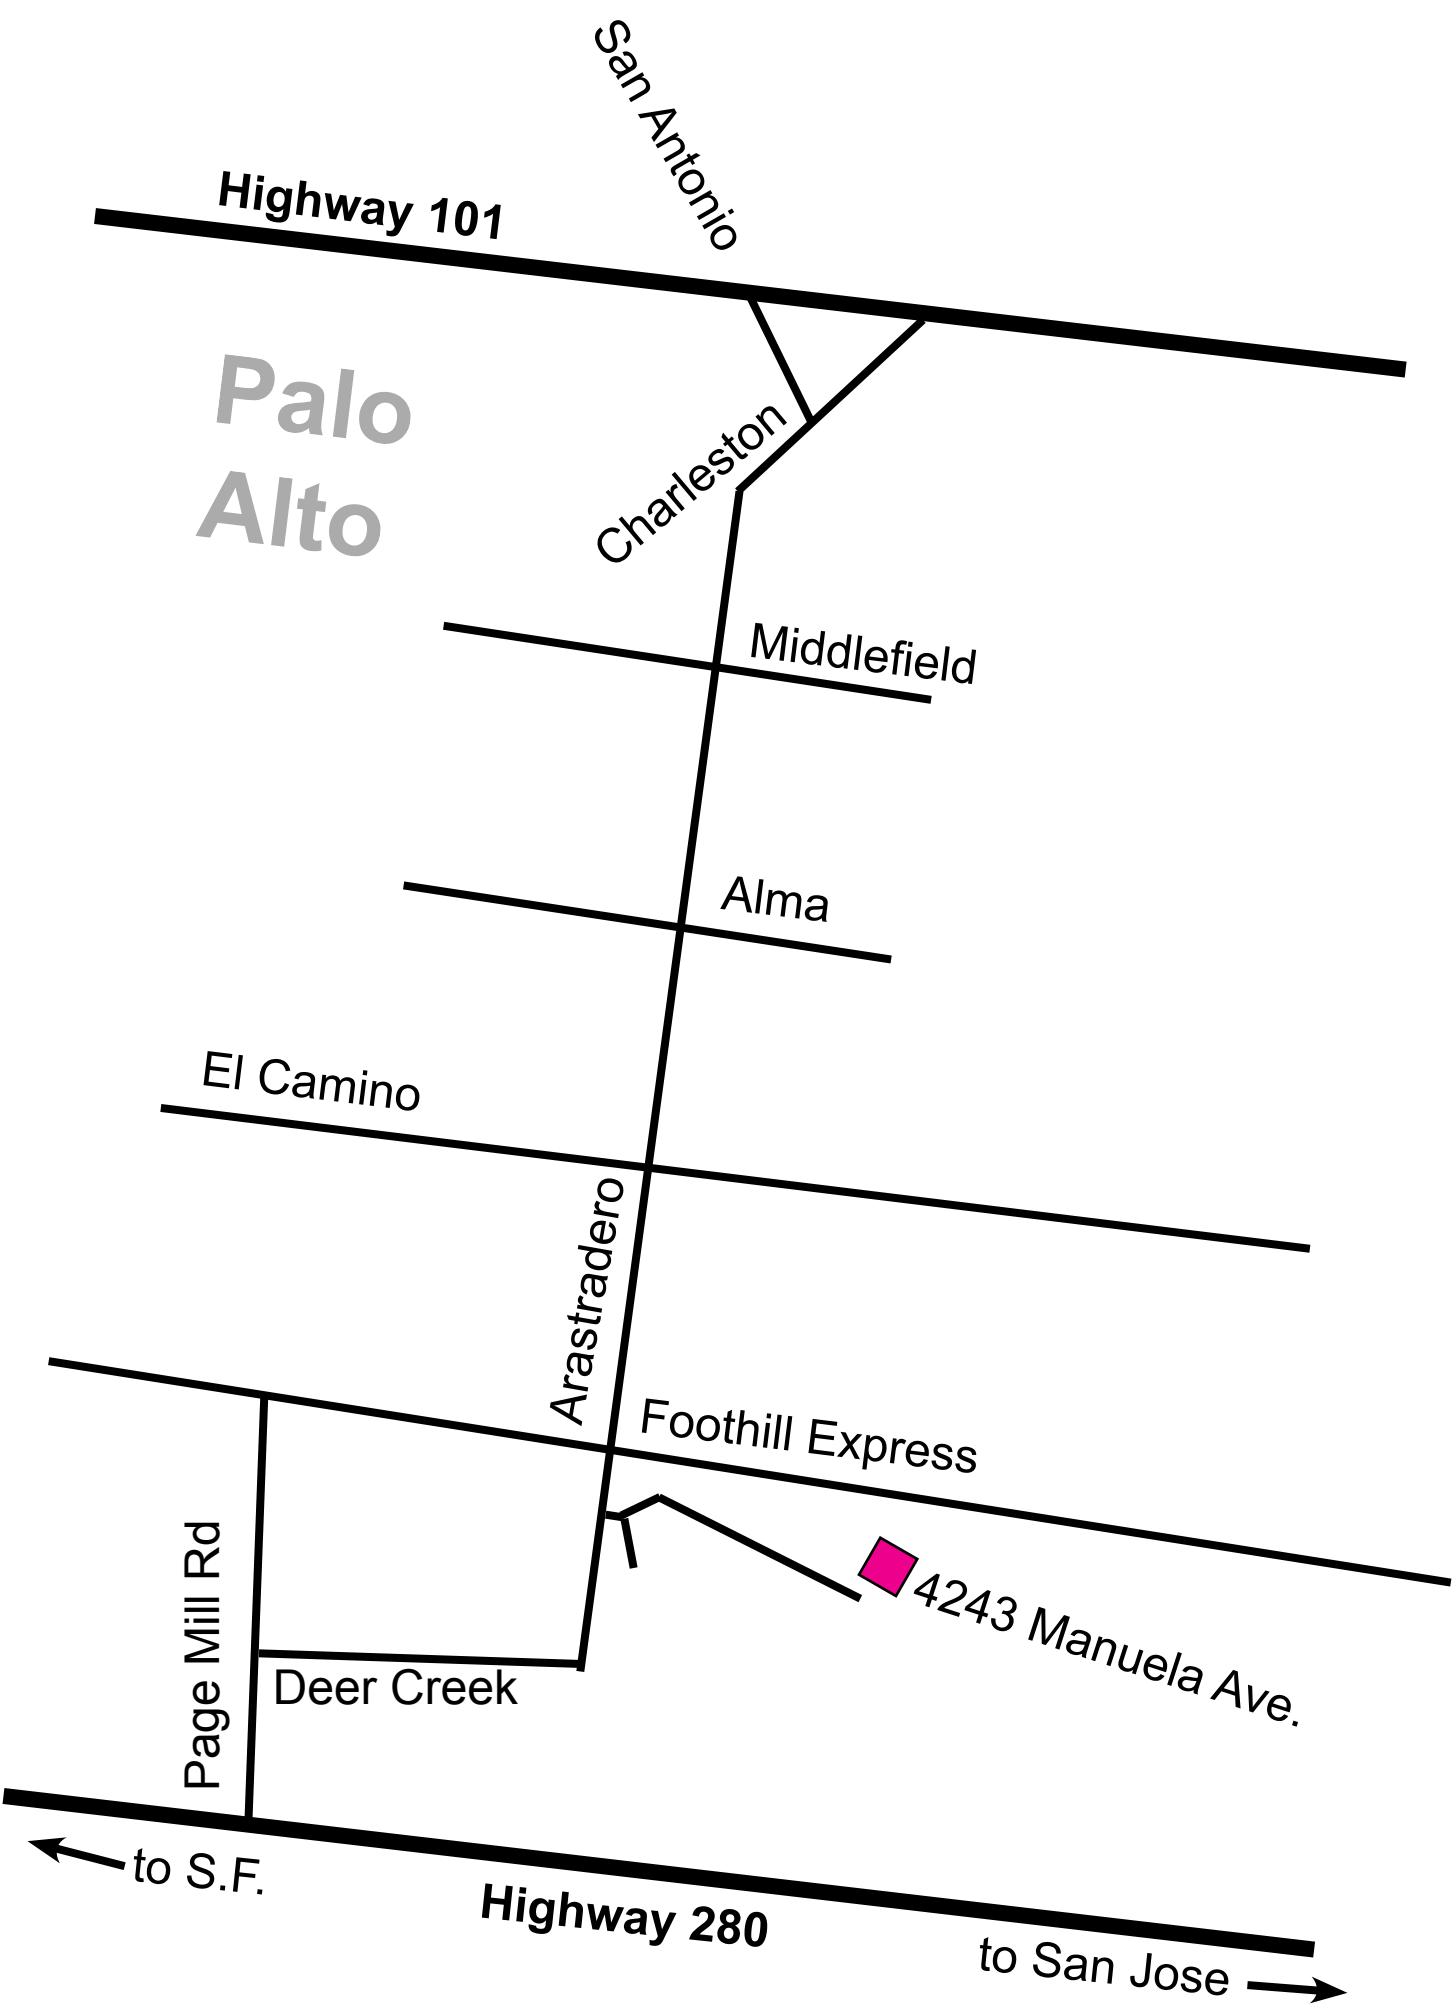 San Antonio
Highway 101
Palo
Alto
Charleston
Middlefield
Alma
El Camino
Arastradero
Foothill Express
4243 Manuela Ave.
Page Mill Rd
Deer Creek
to S.F.
Highway 280
to San Jose